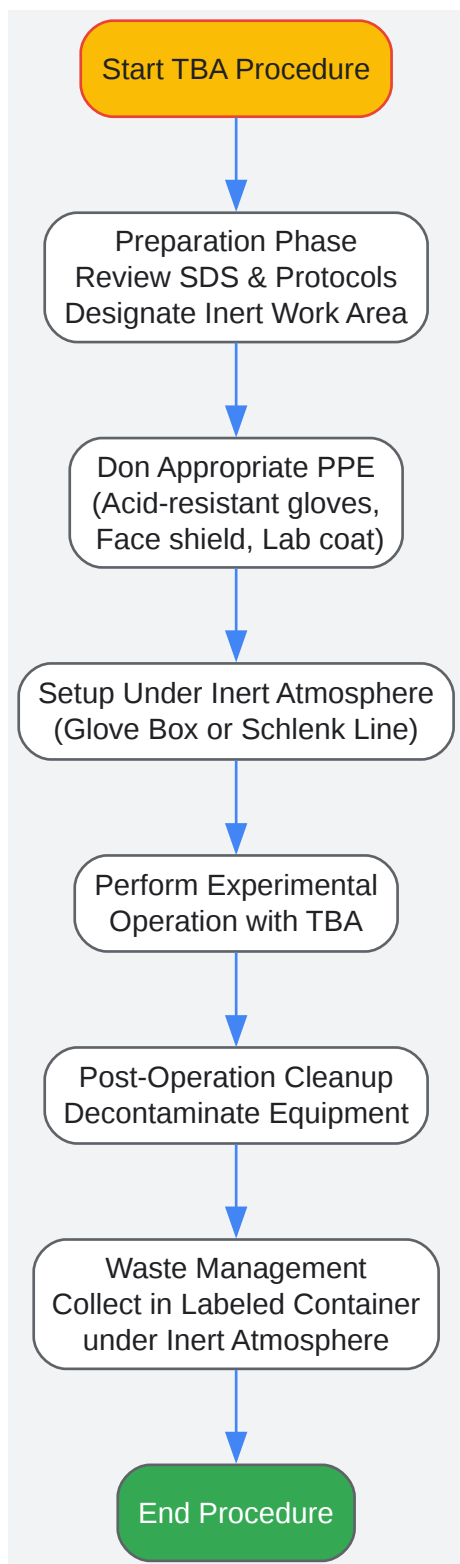 Start TBA Procedure
Preparation Phase
Review SDS & Protocols
Designate Inert Work Area
Don Appropriate PPE
(Acid-resistant gloves,
Face shield, Lab coat)
Setup Under Inert Atmosphere
(Glove Box or Schlenk Line)
Perform Experimental
Operation with TBA
Post-Operation Cleanup
Decontaminate Equipment
Waste Management
Collect in Labeled Container
under Inert Atmosphere
End Procedure